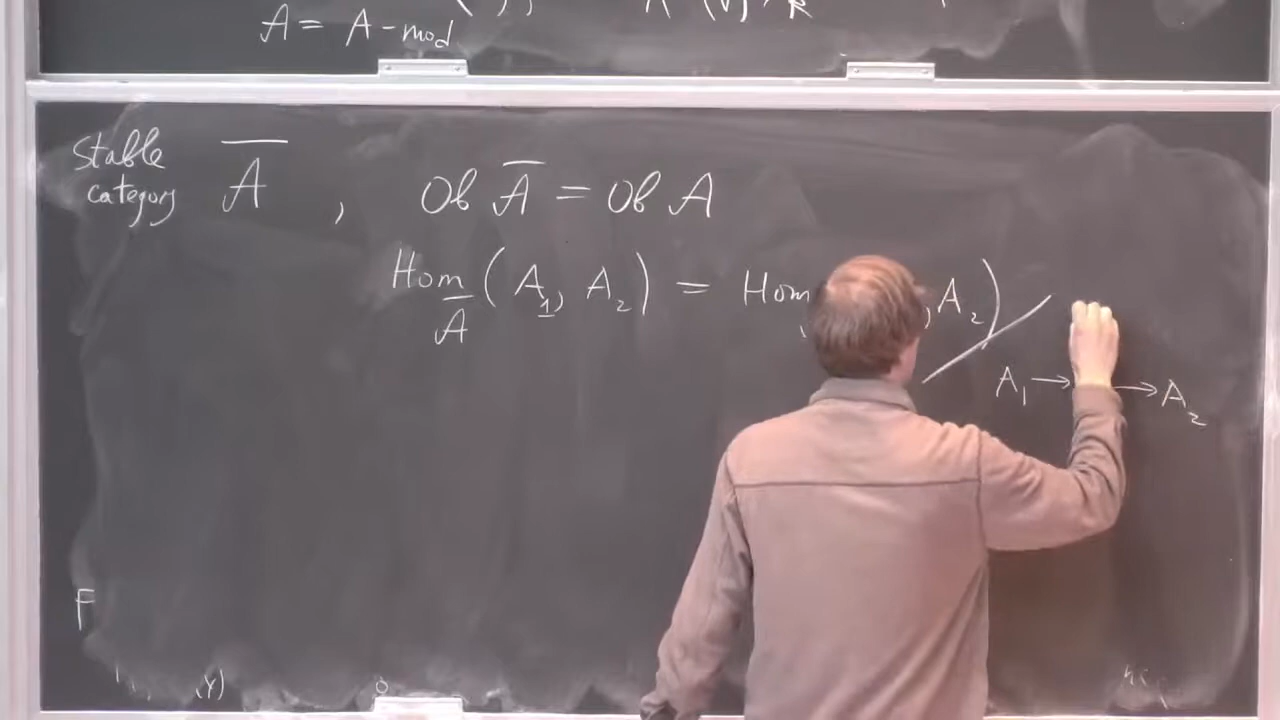 A = A-mod
Stable category A̅ , Ob A̅ = Ob A
Hom A̅ ( A₁, A₂ ) = Hom , A₂ ) /
A₁ → → A₂
F
, Y)